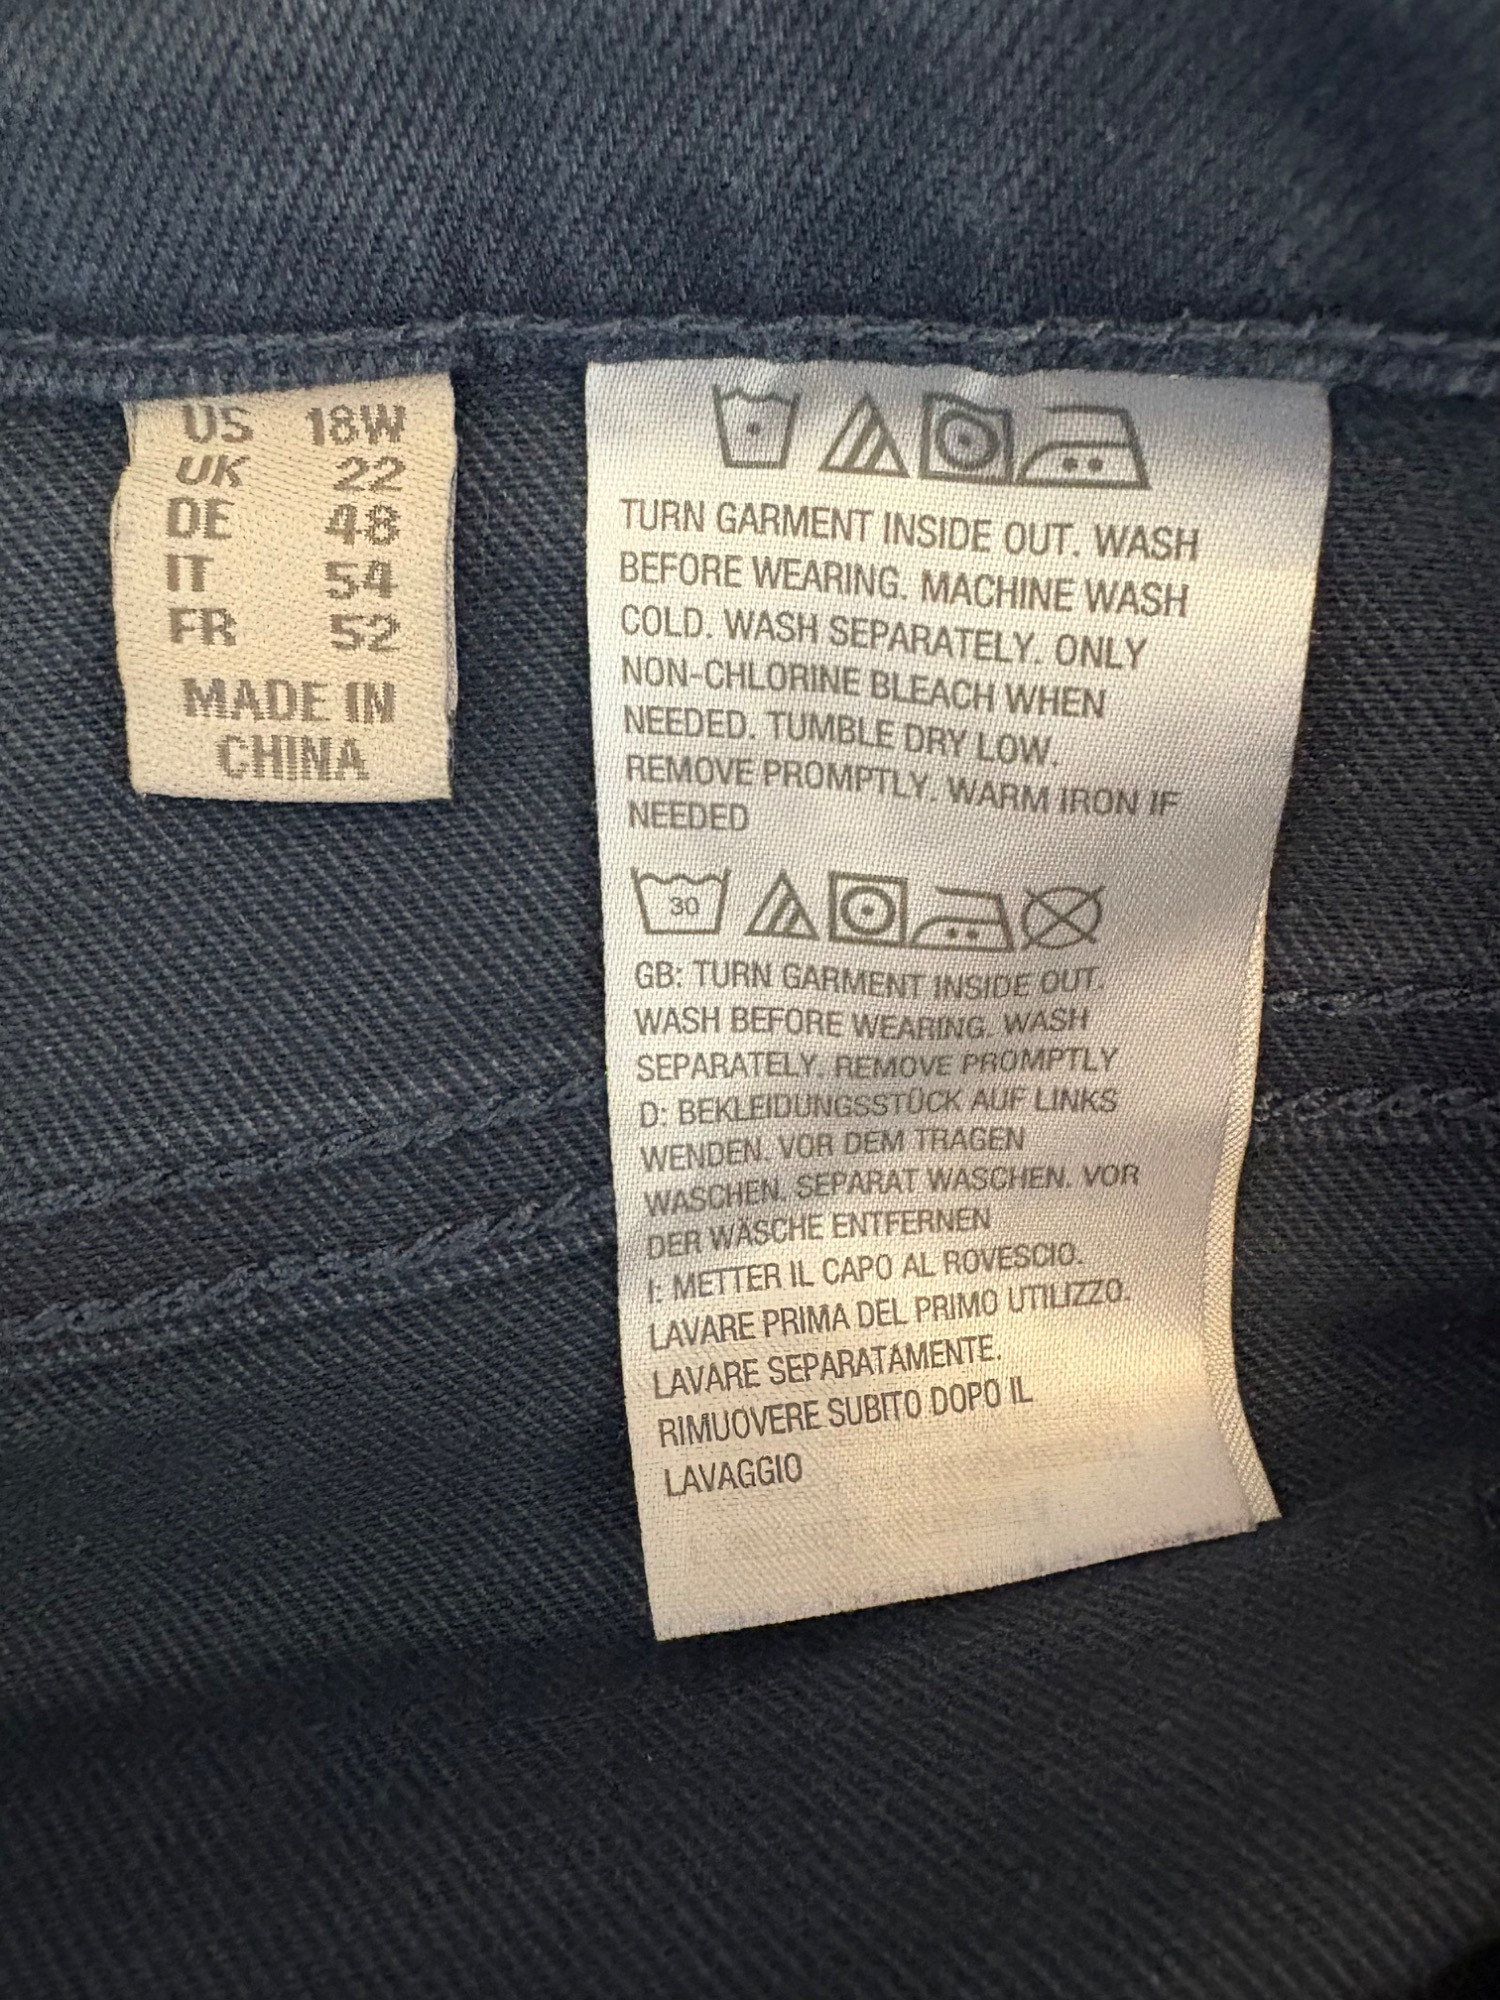 US 18W
UK 22
DE 48
IT 54
FR 52
MADE IN
CHINA
TURN GARMENT INSIDE OUT. WASH
BEFORE WEARING. MACHINE WASH
COLD. WASH SEPARATELY. ONLY
NON-CHLORINE BLEACH WHEN
NEEDED. TUMBLE DRY LOW.
REMOVE PROMPTLY. WARM IRON IF
NEEDED
30
GB: TURN GARMENT INSIDE OUT.
WASH BEFORE WEARING. WASH
SEPARATELY. REMOVE PROMPTLY
D: BEKLEIDUNGSSTÜCK AUF LINKS
WENDEN. VOR DEM TRAGEN
WASCHEN. SEPARAT WASCHEN. VOR
DER WÄSCHE ENTFERNEN
I: METTER IL CAPO AL ROVESCIO.
LAVARE PRIMA DEL PRIMO UTILIZZO.
LAVARE SEPARATAMENTE.
RIMUOVERE SUBITO DOPO IL
LAVAGGIO